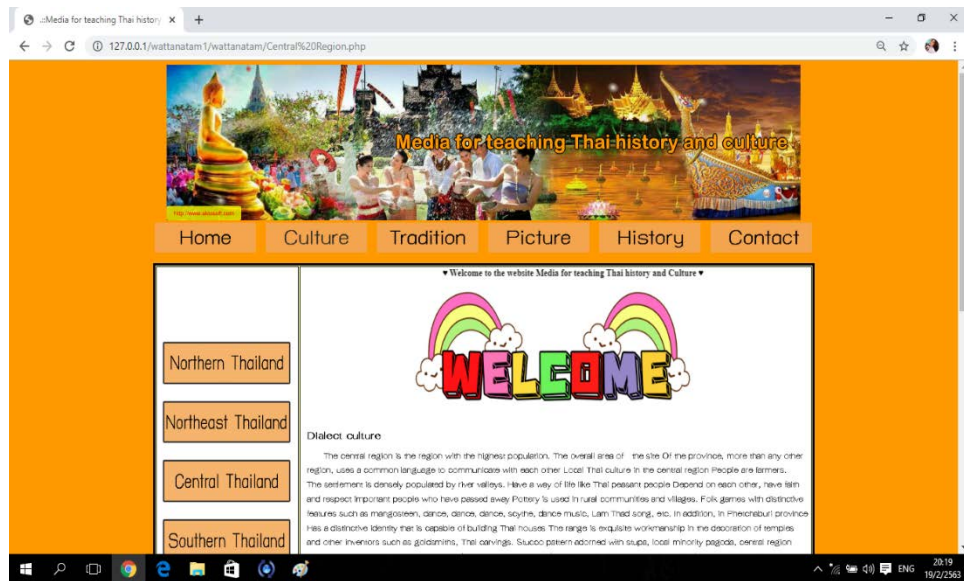 .::Media for teaching Thai history
127.0.0.1/wattanatam1/wattanatam/Central%20Region.php
Media for teaching Thai history and culture
Home Culture Tradition Picture History Contact
♥ Welcome to the website Media for teaching Thai history and Culture ♥
WELCOME
Northern Thailand
Northeast Thailand
Central Thailand
Southern Thailand
Dialect culture
The central region is the region with the highest population. The overall area of the site Of the province, more than any other
region, uses a common language to communicate with each other Local Thai culture in the central region People are farmers.
The settlement is densely populated by river valleys. Have a way of life like Thai peasant people Depend on each other, have faith
and respect important people who have passed away Pottery is used in rural communities and villages. Folk games with distinctive
features such as mangosteen, dance, dance, dance, scythe, dance music, Lam Thad song, etc. In addition, in Phetchaburi province
Has a distinctive identity that is capable of building Thai houses The range is exquisite workmanship in the decoration of temples
and other inventors such as goldsmiths, Thai carvings. Stucco pattern adorned with stupa, local minority pagoda, central region
ENG
20:19
19/2/2563